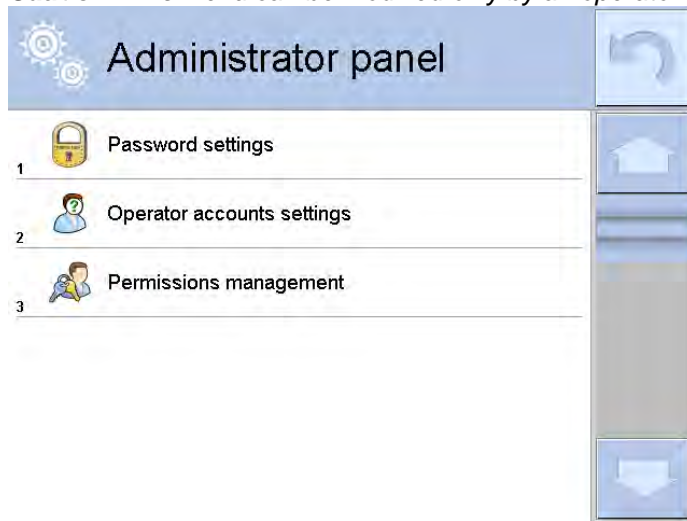 Administrator panel
Password settings
1
Operator accounts settings
2
Permissions management
3